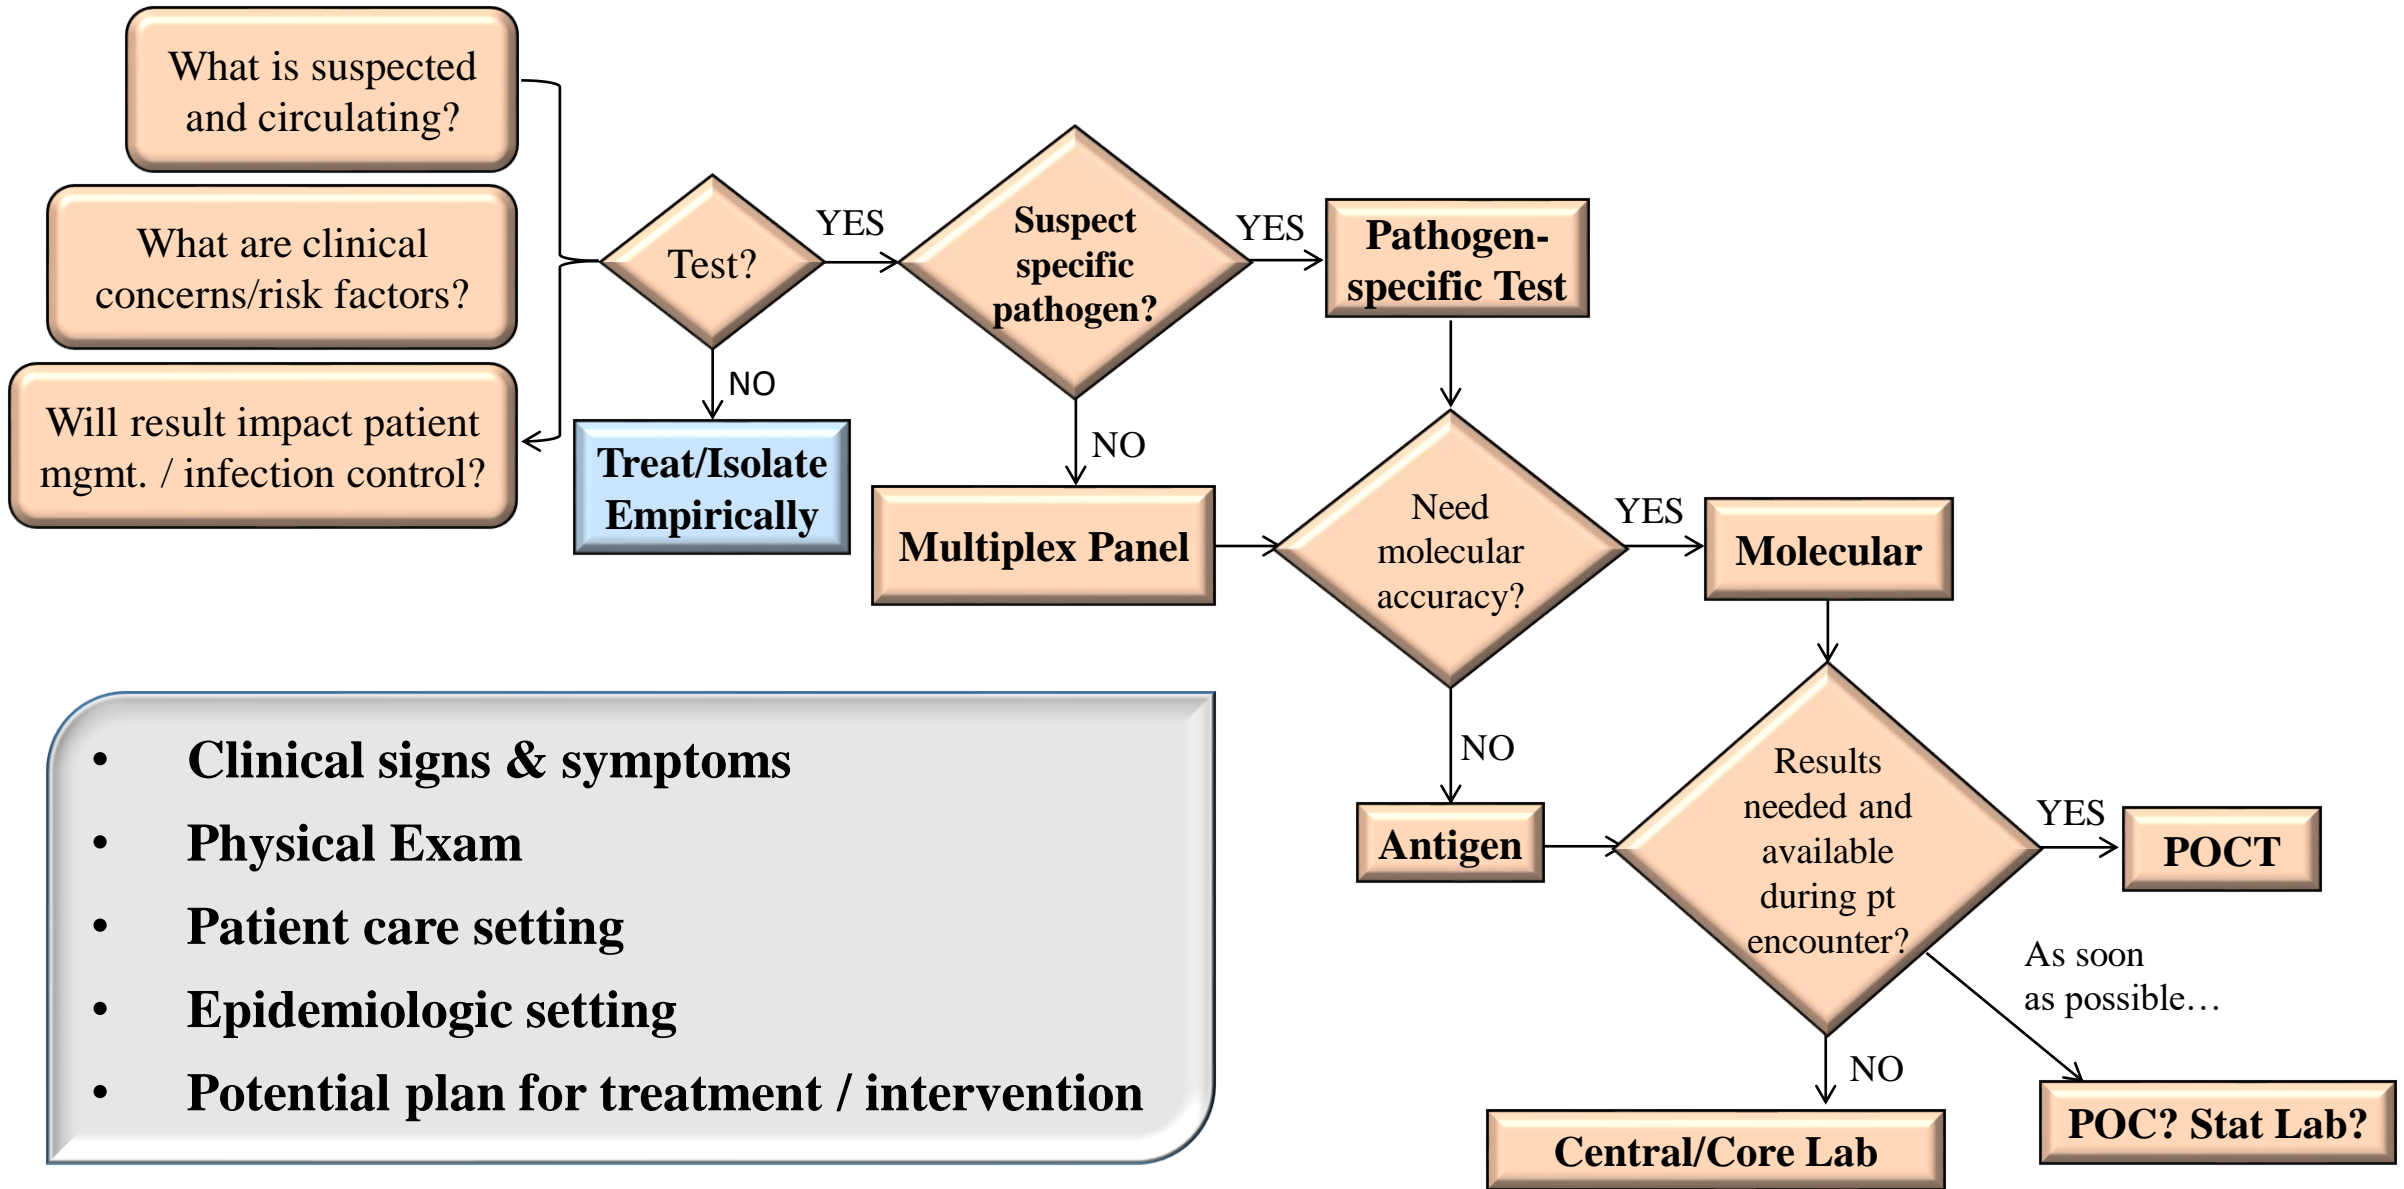 What is suspected
and circulating?
What are clinical
concerns/risk factors?
Will result impact patient
mgmt. / infection control?
Test?
YES
NO
Treat/Isolate
Empirically
Suspect
specific
pathogen?
YES
NO
Pathogen-
specific Test
Multiplex Panel
Need
molecular
accuracy?
YES
NO
Molecular
Antigen
Results
needed and
available
during pt
encounter?
YES
POCT
As soon
as possible…
POC? Stat Lab?
NO
Central/Core Lab
• Clinical signs & symptoms
• Physical Exam
• Patient care setting
• Epidemiologic setting
• Potential plan for treatment / intervention